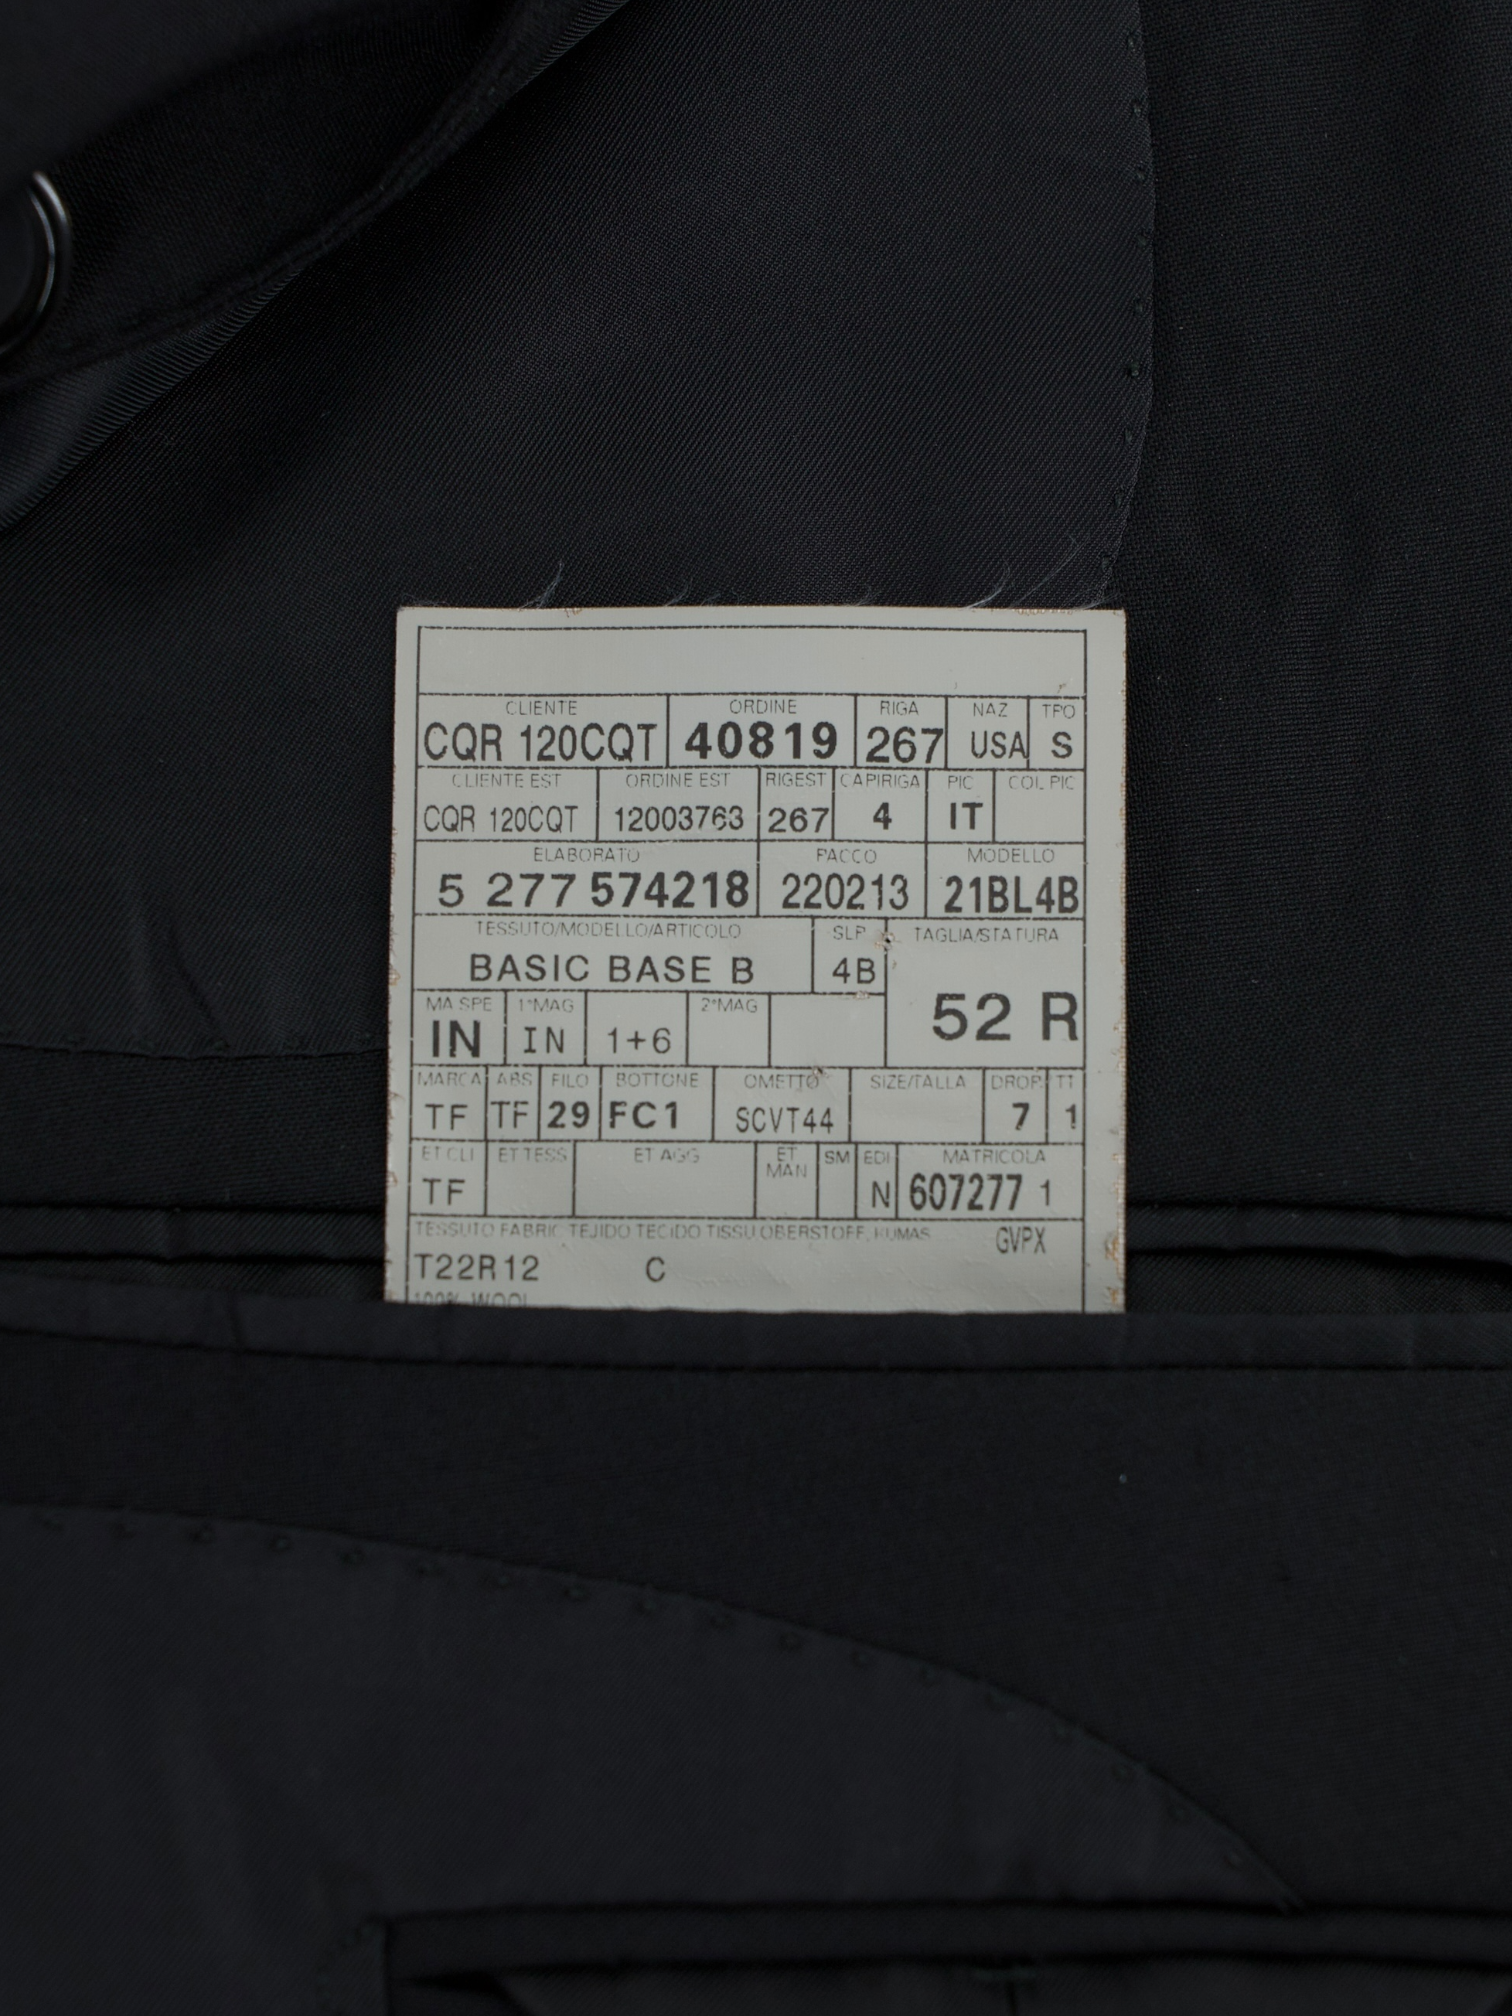 CLIENTE ORDINE RIGA NAZ TPO
CQR 120CQT 40819 267 USA S
CLIENTE EST ORDINE EST RIGEST CAPIRIGA PIC COL PIC
CQR 120CQT 12003763 267 4 IT
ELABORATO PACCO MODELLO
5 277 574218 220213 21BL4B
TESSUTO/MODELLO/ARTICOLO SLP TAGLIA/STATURA
BASIC BASE B 4B 52 R
MA SPE 1°MAG 2°MAG
IN IN 1+6
MARCA ABS FILO BOTTONE OMETTO SIZE/TALLA DROP TT
TF TF 29 FC1 SCVT44 7 1
ET CLI ET TESS ET AGG ET MAN SM EDI MATRICOLA
TF N 607277 1
TESSUTO FABRIC TEJIDO TECIDO TISSU OBERSTOFF, KUMAS GVPX
T22R12 C
100% WOOL